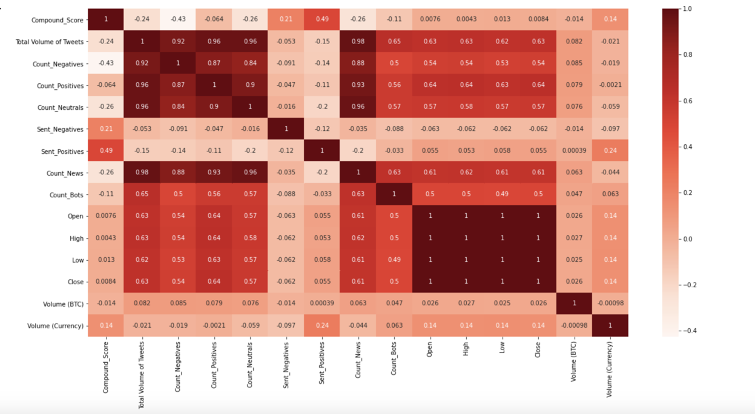 Compound_Score 1 -0.24 -0.43 -0.064 -0.26 0.21 0.49 -0.26 -0.11 0.0076 0.0043 0.013 0.0084 -0.014 0.14
Total Volume of Tweets -0.24 1 0.92 0.96 0.96 -0.053 -0.15 0.98 0.65 0.63 0.63 0.62 0.63 0.082 -0.021
Count_Negatives -0.43 0.92 1 0.87 0.84 -0.091 -0.14 0.88 0.5 0.54 0.54 0.53 0.54 0.085 -0.019
Count_Positives -0.064 0.96 0.87 1 0.9 -0.047 -0.11 0.93 0.56 0.64 0.64 0.63 0.64 0.079 -0.0021
Count_Neutrals -0.26 0.96 0.84 0.9 1 -0.016 -0.2 0.96 0.57 0.57 0.58 0.57 0.57 0.076 -0.059
Sent_Negatives 0.21 -0.053 -0.091 -0.047 -0.016 1 -0.12 -0.035 -0.088 -0.063 -0.062 -0.062 -0.062 -0.014 -0.097
Sent_Positives 0.49 -0.15 -0.14 -0.11 -0.2 -0.12 1 -0.2 -0.033 0.055 0.053 0.058 0.055 0.00039 0.24
Count_News -0.26 0.98 0.88 0.93 0.96 -0.035 -0.2 1 0.63 0.61 0.62 0.61 0.61 0.063 -0.044
Count_Bots -0.11 0.65 0.5 0.56 0.57 -0.088 -0.033 0.63 1 0.5 0.5 0.49 0.5 0.047 0.063
Open 0.0076 0.63 0.54 0.64 0.57 -0.063 0.055 0.61 0.5 1 1 1 1 0.026 0.14
High 0.0043 0.63 0.54 0.64 0.58 -0.062 0.053 0.62 0.5 1 1 1 1 0.027 0.14
Low 0.013 0.62 0.53 0.63 0.57 -0.062 0.058 0.61 0.49 1 1 1 1 0.025 0.14
Close 0.0084 0.63 0.54 0.64 0.57 -0.062 0.055 0.61 0.5 1 1 1 1 0.026 0.14
Volume (BTC) -0.014 0.082 0.085 0.079 0.076 -0.014 0.00039 0.063 0.047 0.026 0.027 0.025 0.026 1 -0.00098
Volume (Currency) 0.14 -0.021 -0.019 -0.0021 -0.059 -0.097 0.24 -0.044 0.063 0.14 0.14 0.14 0.14 -0.00098 1
Compound_Score
Total Volume of Tweets
Count_Negatives
Count_Positives
Count_Neutrals
Sent_Negatives
Sent_Positives
Count_News
Count_Bots
Open
High
Low
Close
Volume (BTC)
Volume (Currency)
1.0
0.8
0.6
0.4
0.2
0.0
−0.2
−0.4